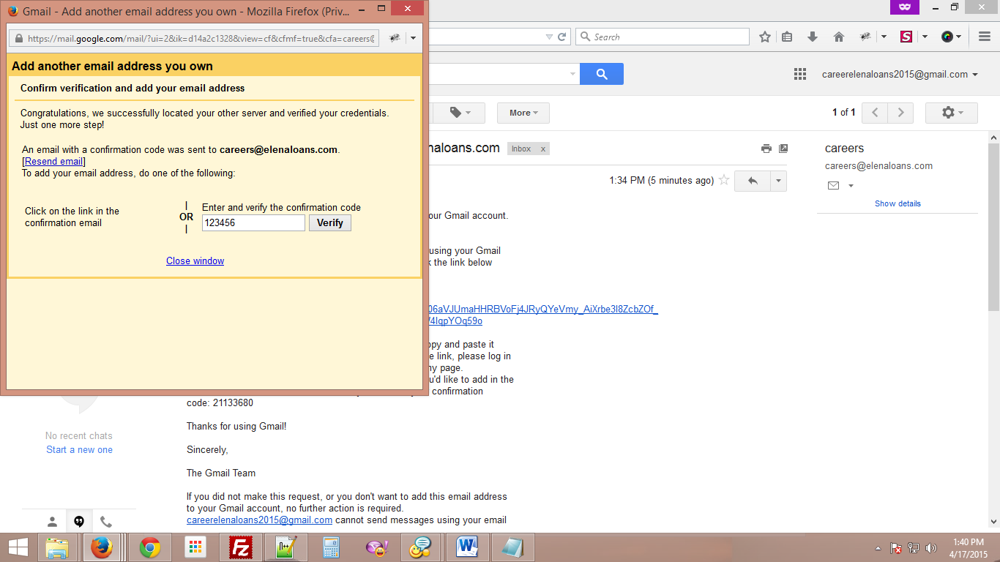 Gmail - Add another email address you own - Mozilla Firefox (Priv...
https://mail.google.com/mail/?ui=2&ik=d14a2c1328&view=cf&cfmf=true&cfa=careers@
Add another email address you own
Confirm verification and add your email address
Congratulations, we successfully located your other server and verified your credentials.
Just one more step!
An email with a confirmation code was sent to careers@elenaloans.com.
[Resend email]
To add your email address, do one of the following:
Click on the link in the
confirmation email
|
OR
|
Enter and verify the confirmation code
123456 Verify
Close window
Search
careerelenaloans2015@gmail.com
More
1 of 1
naloans.com Inbox x
1:34 PM (5 minutes ago)
careers
careers@elenaloans.com
Show details
our Gmail account.
using your Gmail
k the link below
06aVJUmaHHRBVoFj4JRyQYeVmy_AiXrbe3I8ZcbZOf_
V4IqpYOq59o
opy and paste it
e link, please log in
ny page.
u'd like to add in the
confirmation
code: 21133680
Thanks for using Gmail!
Sincerely,
The Gmail Team
If you did not make this request, or you don't want to add this email address
to your Gmail account, no further action is required.
careerelenaloans2015@gmail.com cannot send messages using your email
No recent chats
Start a new one
1:40 PM
4/17/2015